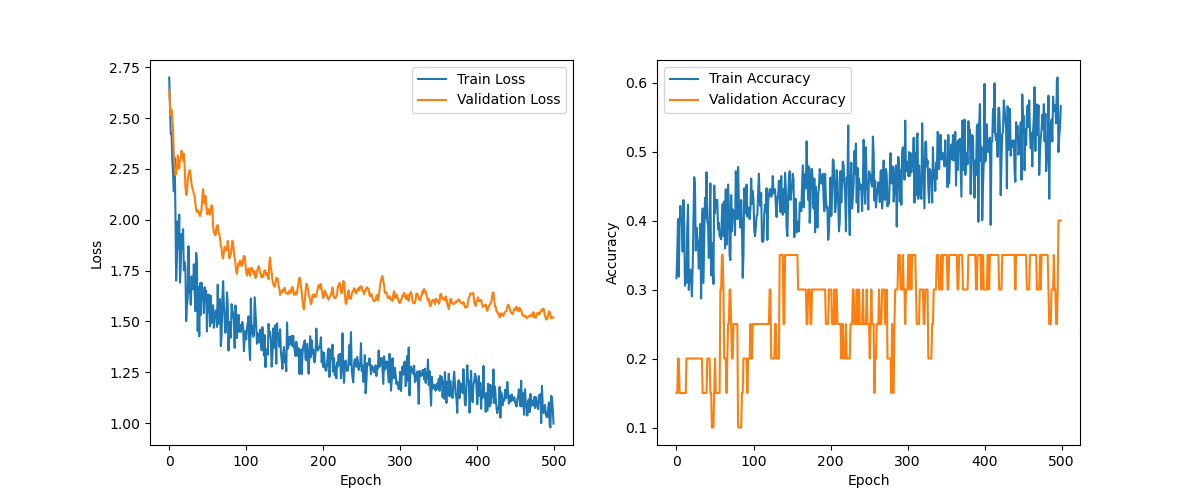 2.75
2.50
2.25
2.00
1.75
1.50
1.25
1.00
Loss
0 100 200 300 400 500
Epoch
Train Loss
Validation Loss
0.6
0.5
0.4
0.3
0.2
0.1
Accuracy
0 100 200 300 400 500
Epoch
Train Accuracy
Validation Accuracy